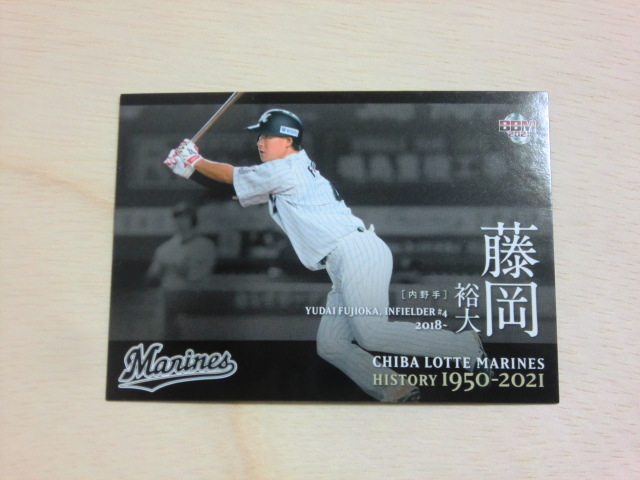 BBM
2021
藤岡
裕大
[内野手]
YUDAI FUJIOKA, INFIELDER #4
2018-
Marines
CHIBA LOTTE MARINES
HISTORY 1950-2021